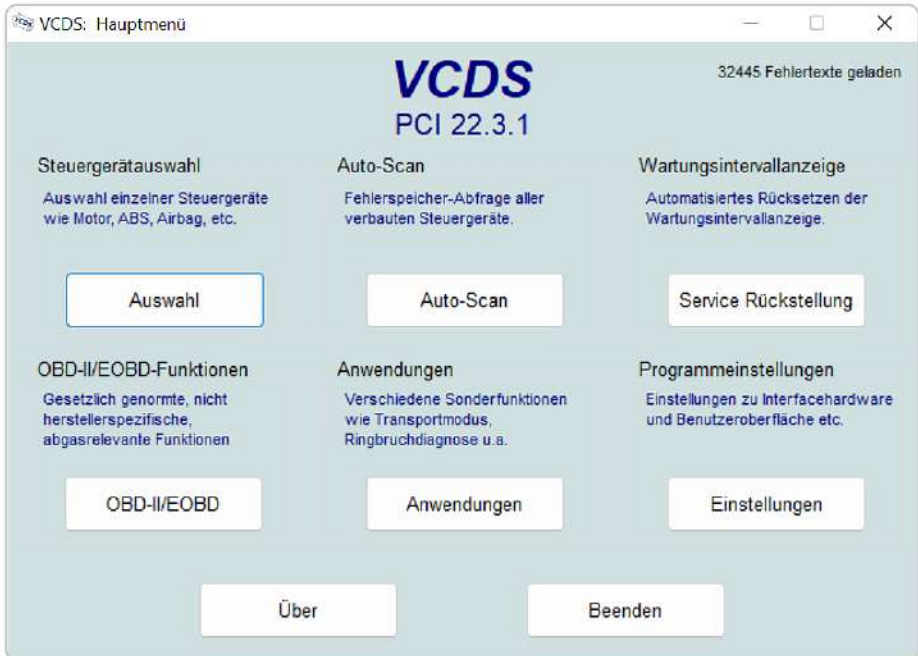 VCDS: Hauptmenü
VCDS
PCI 22.3.1
32445 Fehlertexte geladen
Steuergerätauswahl
Auswahl einzelner Steuergeräte
wie Motor, ABS, Airbag, etc.
Auswahl
Auto-Scan
Fehlerspeicher-Abfrage aller
verbauten Steuergeräte.
Auto-Scan
Wartungsintervallanzeige
Automatisiertes Rücksetzen der
Wartungsintervallanzeige.
Service Rückstellung
OBD-II/EOBD-Funktionen
Gesetzlich genormte, nicht
herstellerspezifische,
abgasrelevante Funktionen
OBD-II/EOBD
Anwendungen
Verschiedene Sonderfunktionen
wie Transportmodus,
Ringbruchdiagnose u.a.
Anwendungen
Programmeinstellungen
Einstellungen zu Interfacehardware
und Benutzeroberfläche etc.
Einstellungen
Über
Beenden